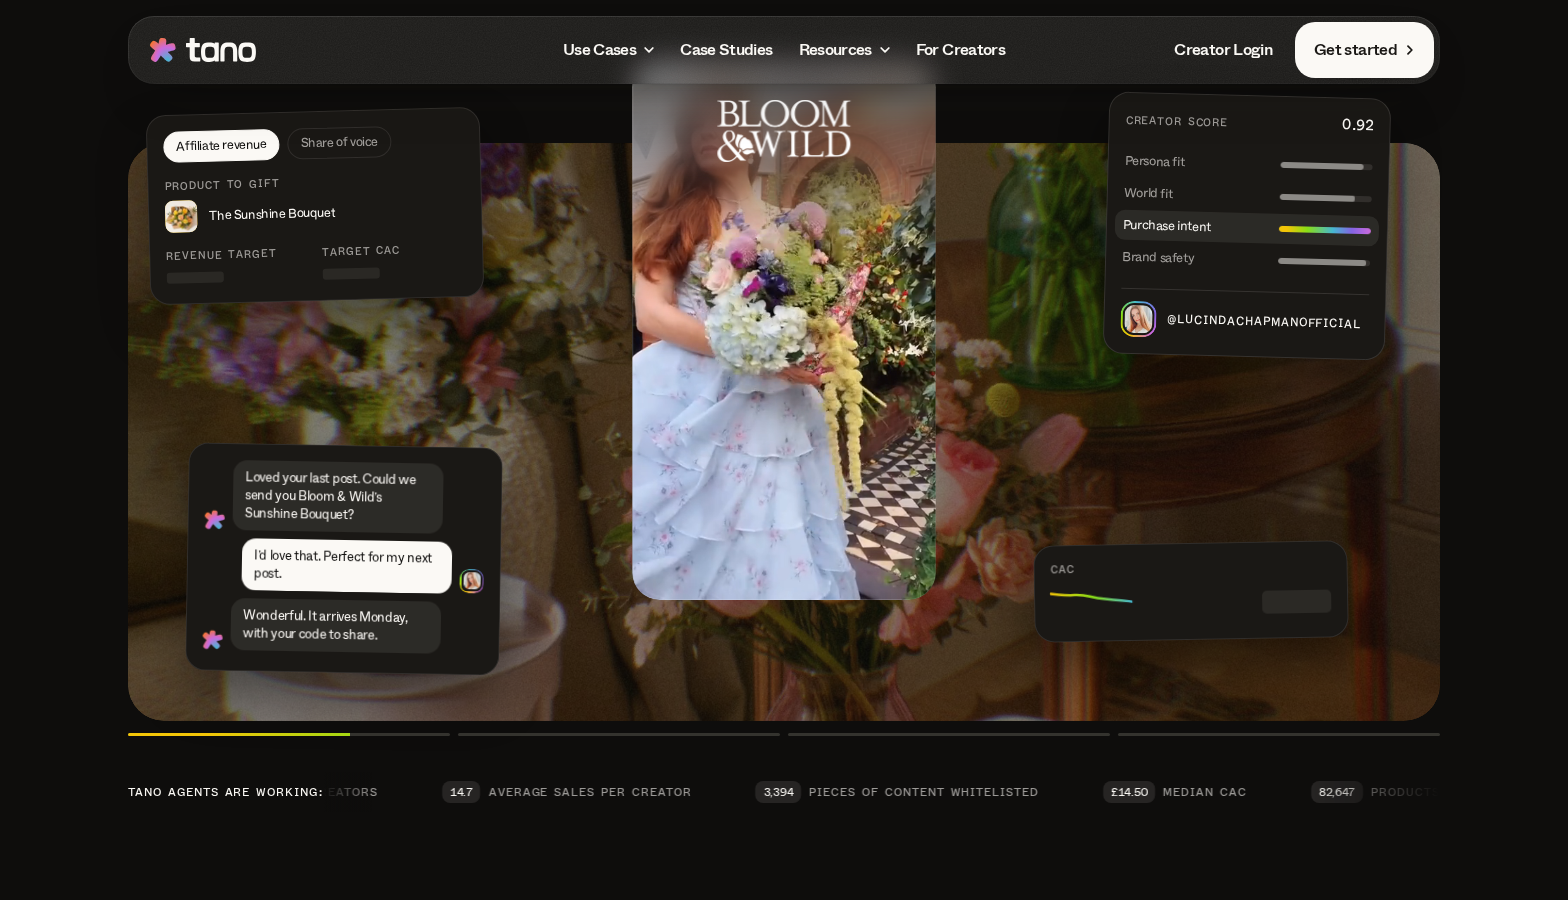 tano
Use Cases
Case Studies
Resources
For Creators
Creator Login
Get started
Affiliate revenue
Share of voice
PRODUCT TO GIFT
The Sunshine Bouquet
REVENUE TARGET
TARGET CAC
BLOOM
&WILD
CREATOR SCORE
0.92
Persona fit
World fit
Purchase intent
Brand safety
@LUCINDACHAPMANOFFICIAL
Loved your last post. Could we
send you Bloom & Wild's
Sunshine Bouquet?
I'd love that. Perfect for my next
post.
Wonderful. It arrives Monday,
with your code to share.
CAC
TANO AGENTS ARE WORKING: EATORS
14.7 AVERAGE SALES PER CREATOR
3,394 PIECES OF CONTENT WHITELISTED
£14.50 MEDIAN CAC
82,647 PRODUCT